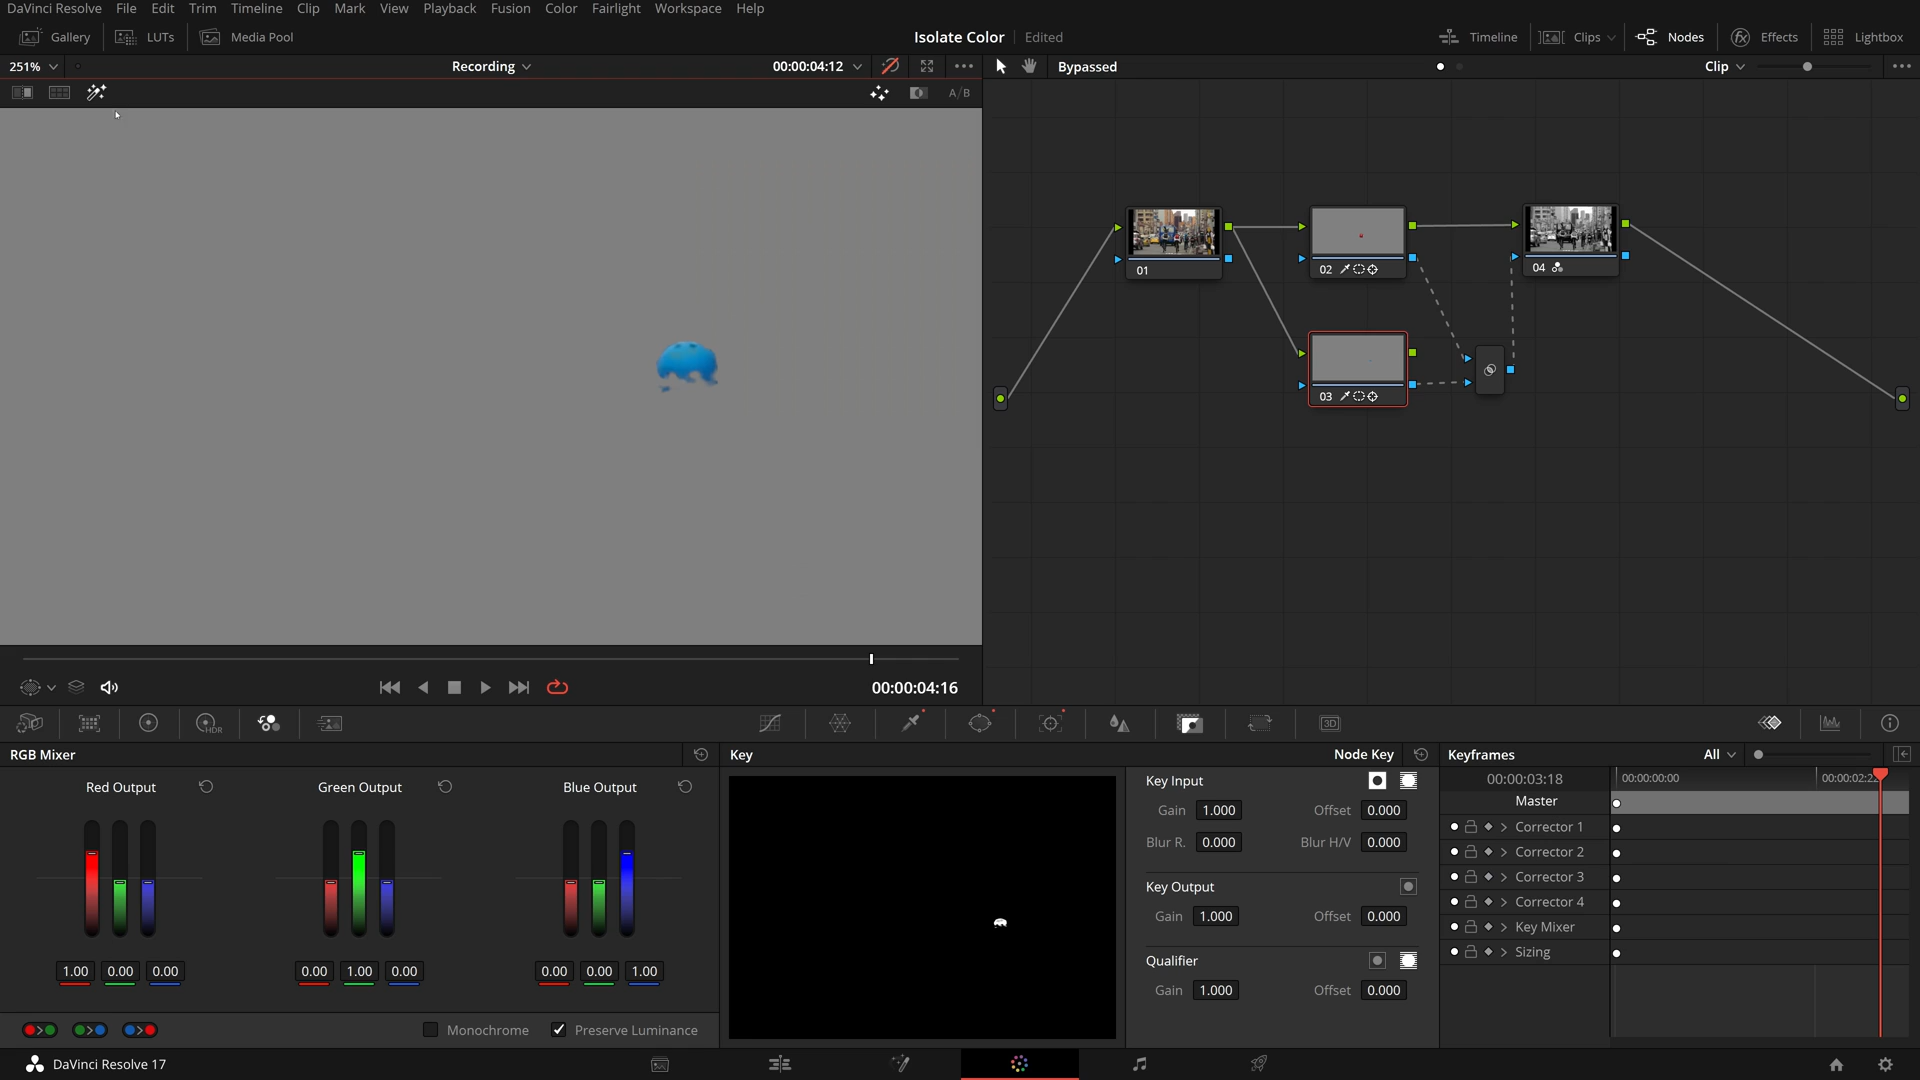 DaVinci Resolve File Edit Trim Timeline Clip Mark View Playback Fusion Color Fairlight Workspace Help
Gallery LUTs Media Pool Isolate Color Edited Timeline Clips Nodes Effects Lightbox
251% Recording 00:00:04:12 Bypassed Clip
A/B
01
02
04
03
00:00:04:16
HDR 3D
RGB Mixer Key Node Key Keyframes All
Red Output Green Output Blue Output
Key Input
Gain 1.000 Offset 0.000
Blur R. 0.000 Blur H/V 0.000
Key Output
Gain 1.000 Offset 0.000
Qualifier
Gain 1.000 Offset 0.000
00:00:03:18 00:00:00:00 00:00:02:22
Master
Corrector 1
Corrector 2
Corrector 3
Corrector 4
Key Mixer
Sizing
1.00 0.00 0.00 0.00 1.00 0.00 0.00 0.00 1.00
Monochrome Preserve Luminance
DaVinci Resolve 17